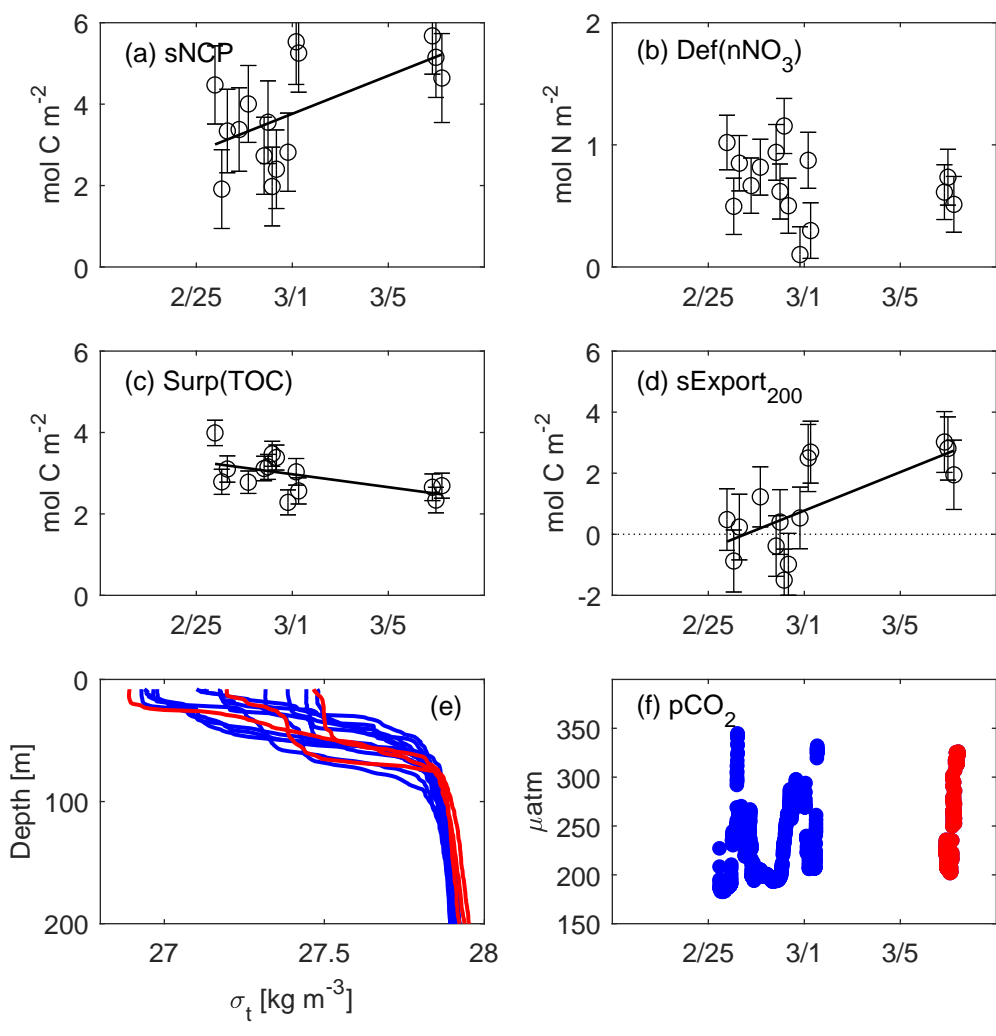 (a) sNCP
mol C m⁻²
6
4
2
0
2/25 3/1 3/5
(b) Def(nNO₃)
mol N m⁻²
2
1
0
2/25 3/1 3/5
(c) Surp(TOC)
mol C m⁻²
6
4
2
0
2/25 3/1 3/5
(d) sExport₂₀₀
mol C m⁻²
6
4
2
0
-2
2/25 3/1 3/5
(e)
Depth [m]
0
100
200
27 27.5 28
σₜ [kg m⁻³]
(f) pCO₂
μatm
350
300
250
200
150
2/25 3/1 3/5